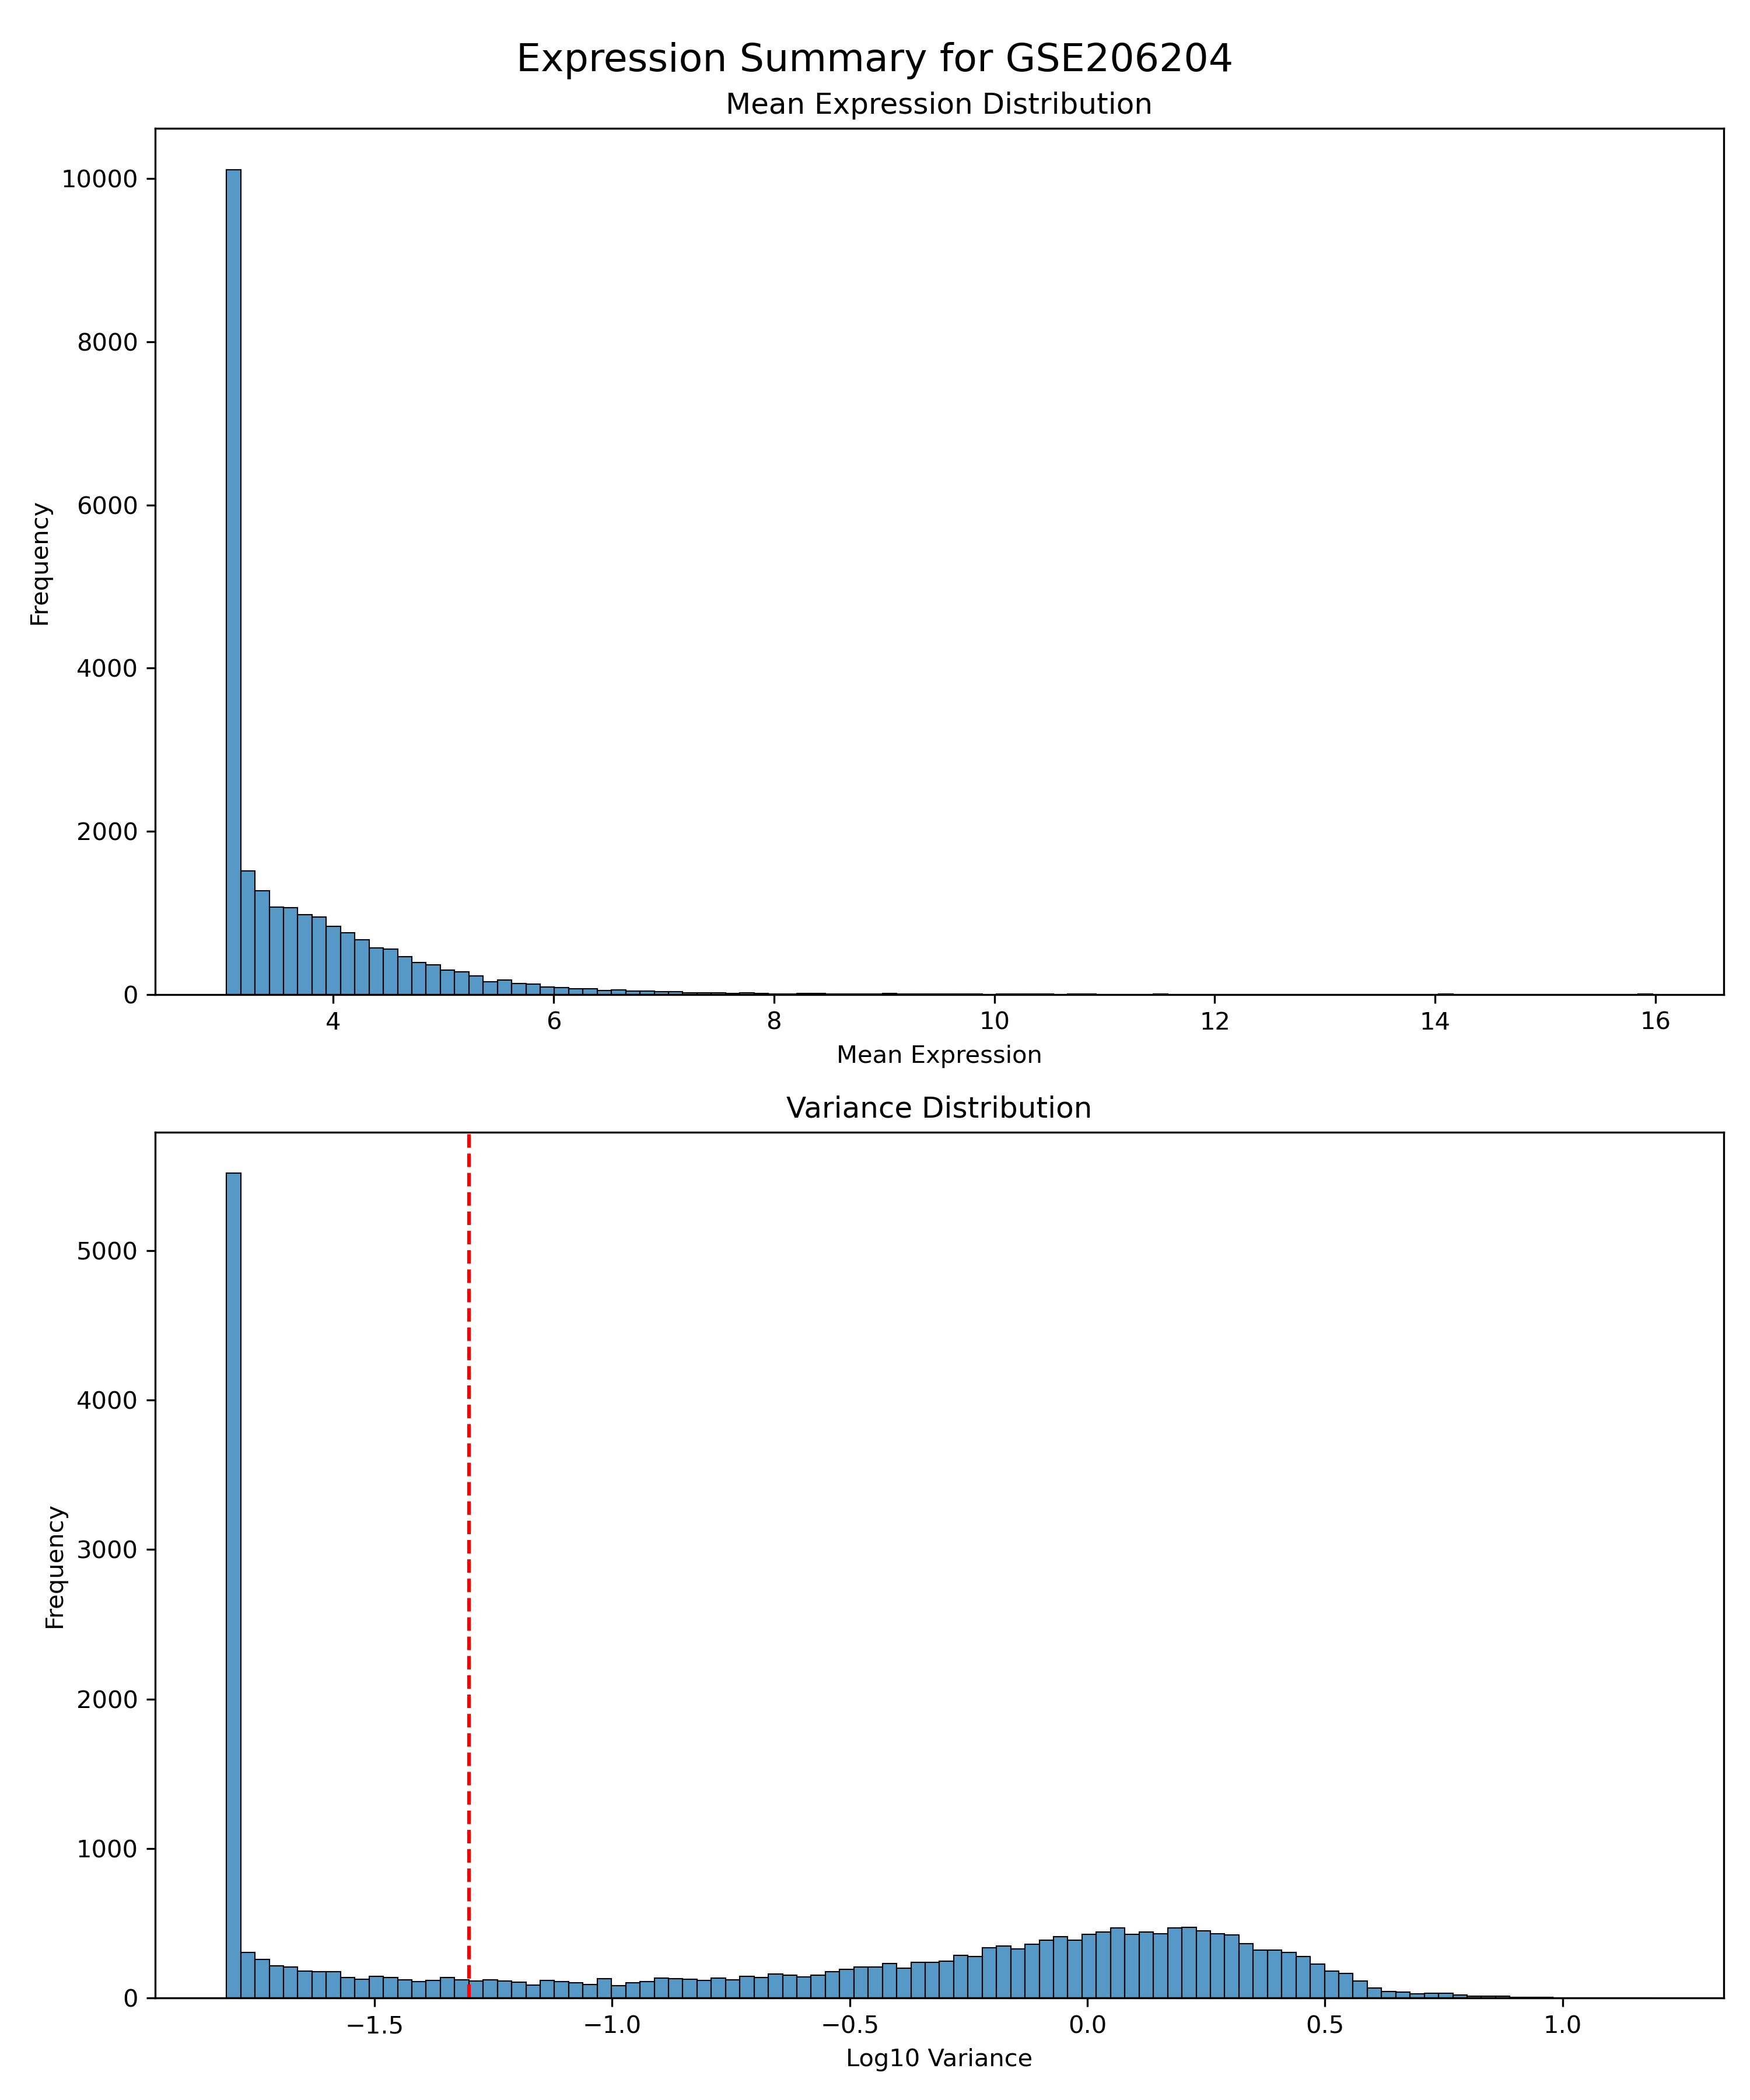 Expression Summary for GSE206204
Mean Expression Distribution
10000
8000
6000
4000
2000
0
Frequency
4 6 8 10 12 14 16
Mean Expression
Variance Distribution
5000
4000
3000
2000
1000
0
Frequency
−1.5 −1.0 −0.5 0.0 0.5 1.0
Log10 Variance